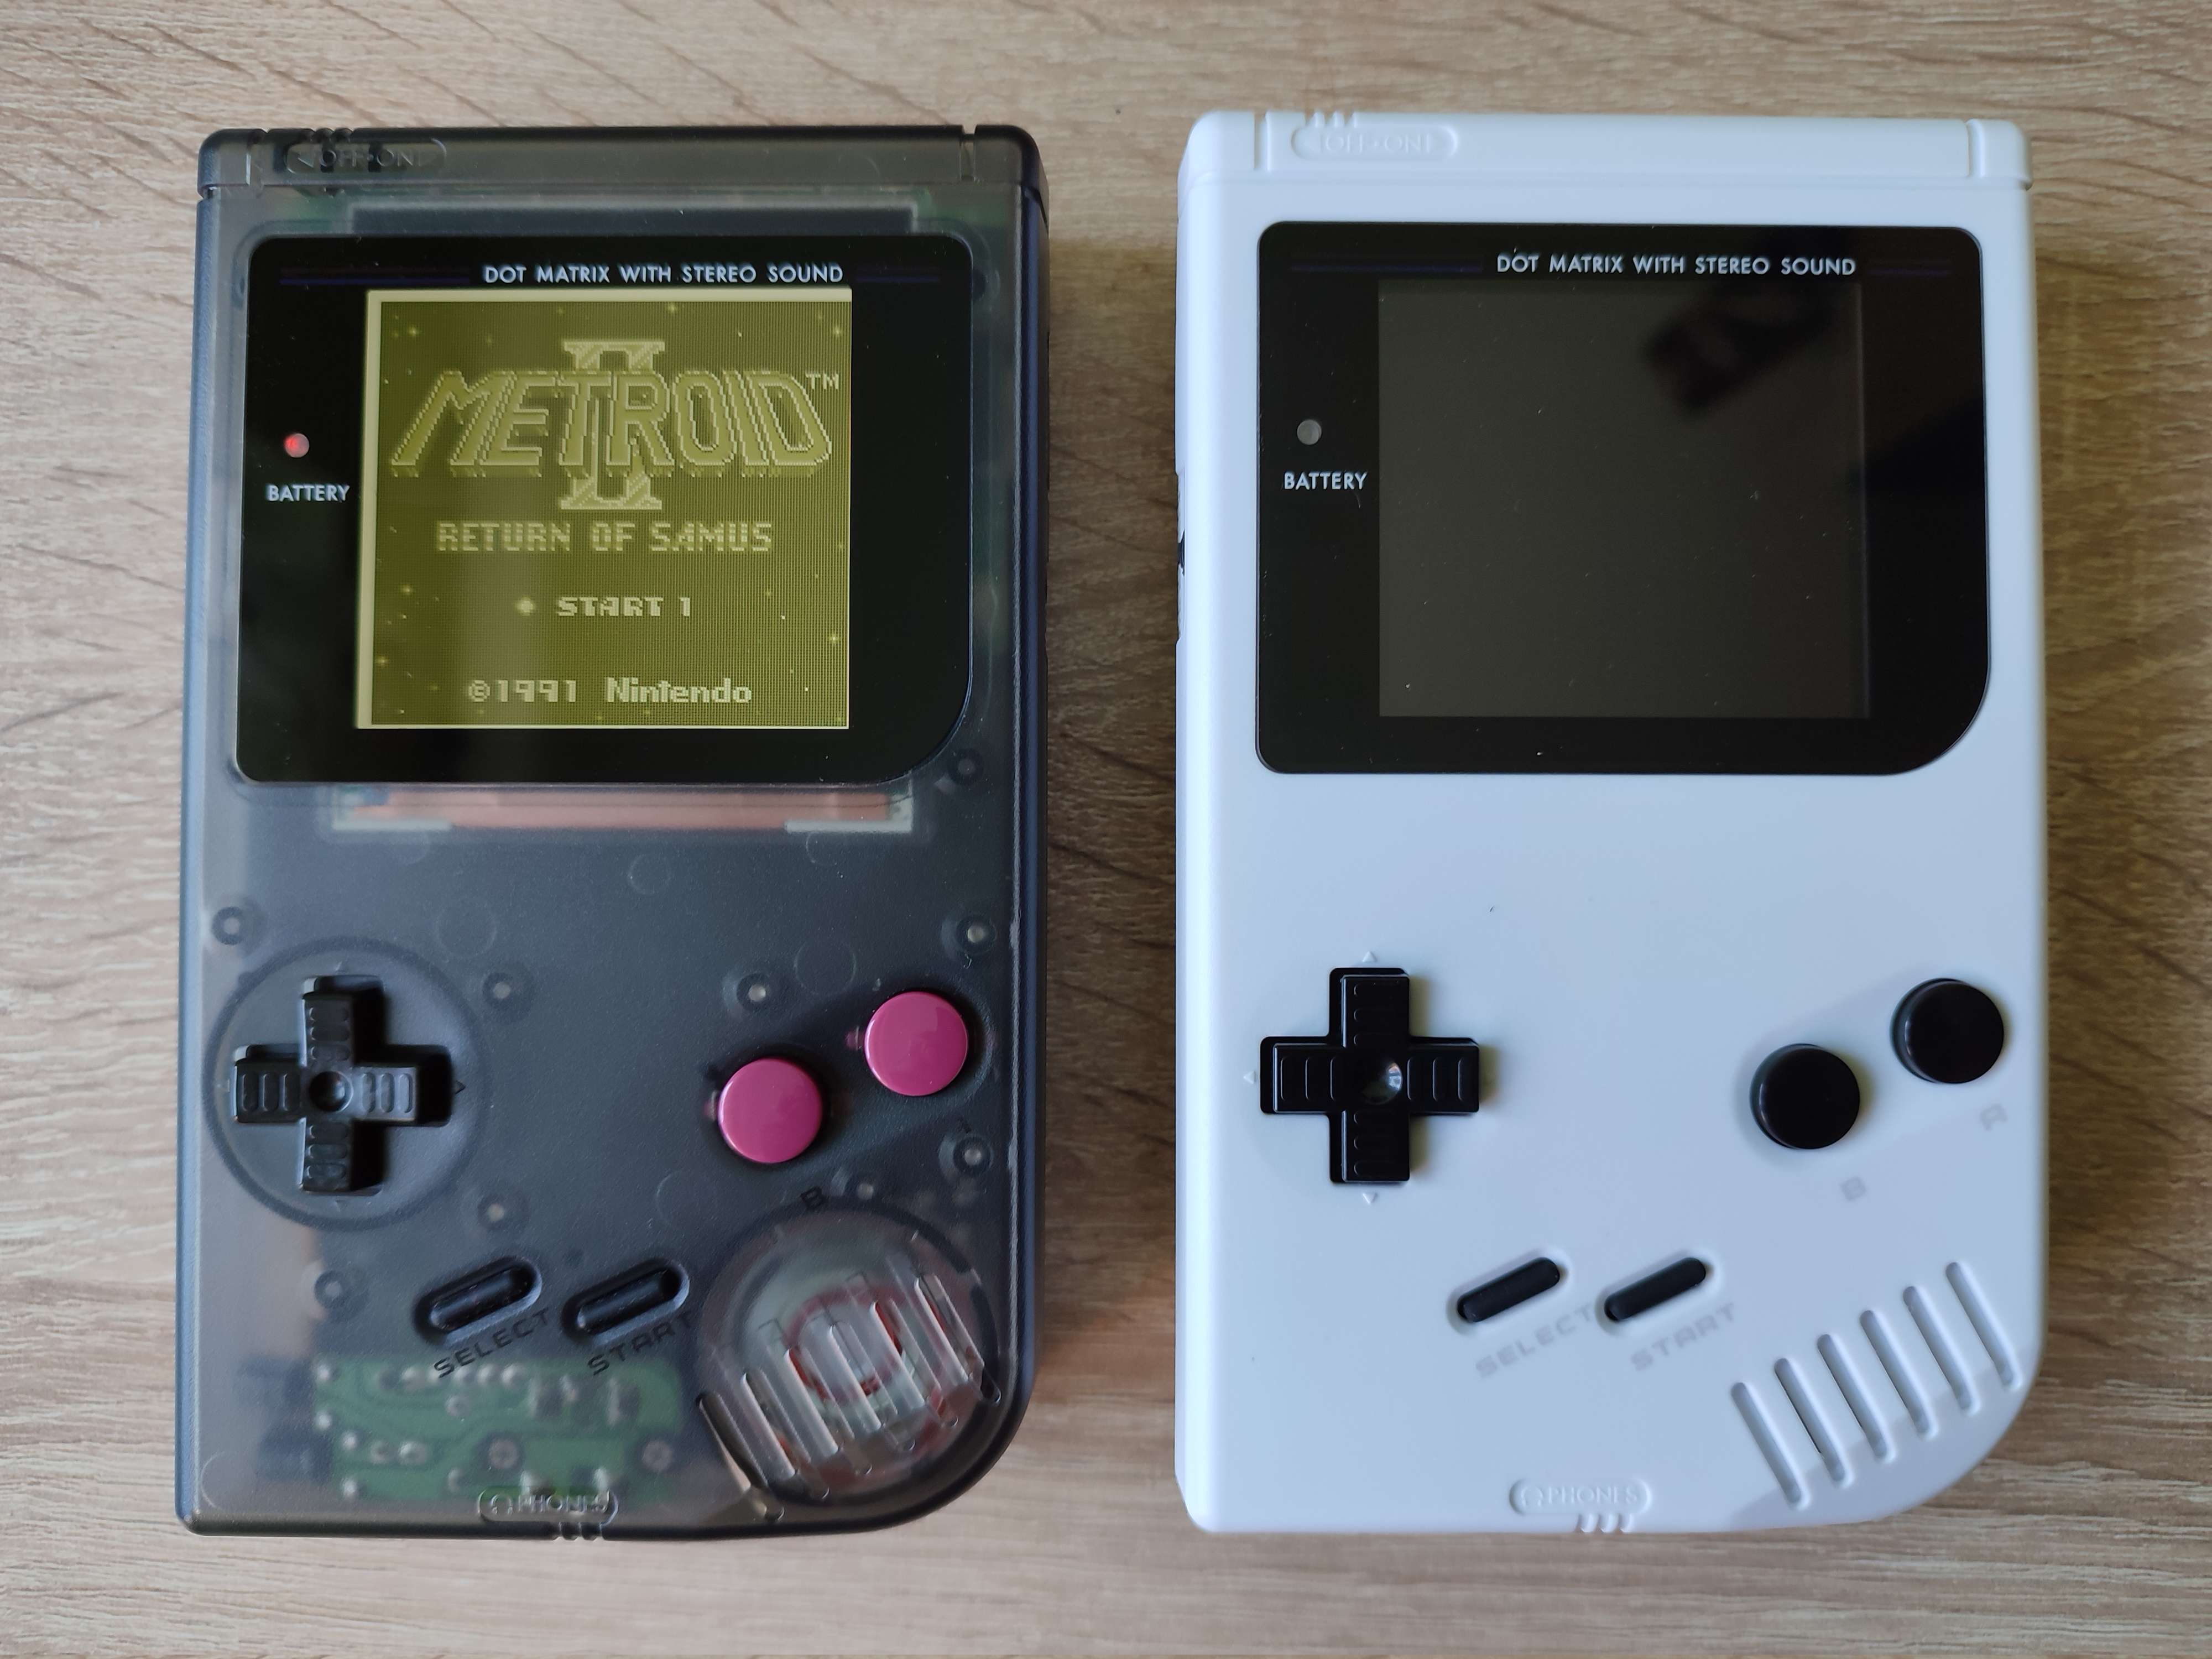 OFF•ON
DOT MATRIX WITH STEREO SOUND
BATTERY
METROID™
II
RETURN OF SAMUS
START 1
©1991 Nintendo
B
SELECT
START
PHONES
OFF•ON
DOT MATRIX WITH STEREO SOUND
BATTERY
A
B
SELECT
START
PHONES